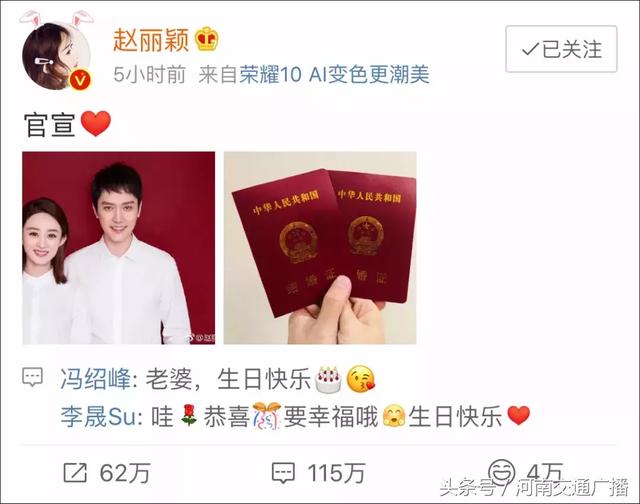 赵丽颖
已关注
5小时前 来自荣耀10 AI变色更潮美
官宣
中华人民共和国
中华人民共和国
结婚证
婚证
冯绍峰: 老婆，生日快乐
李晟Su: 哇🌹恭喜🎊要幸福哦🤗生日快乐❤️
62万
115万
4万
头条号 / 河南交通广播